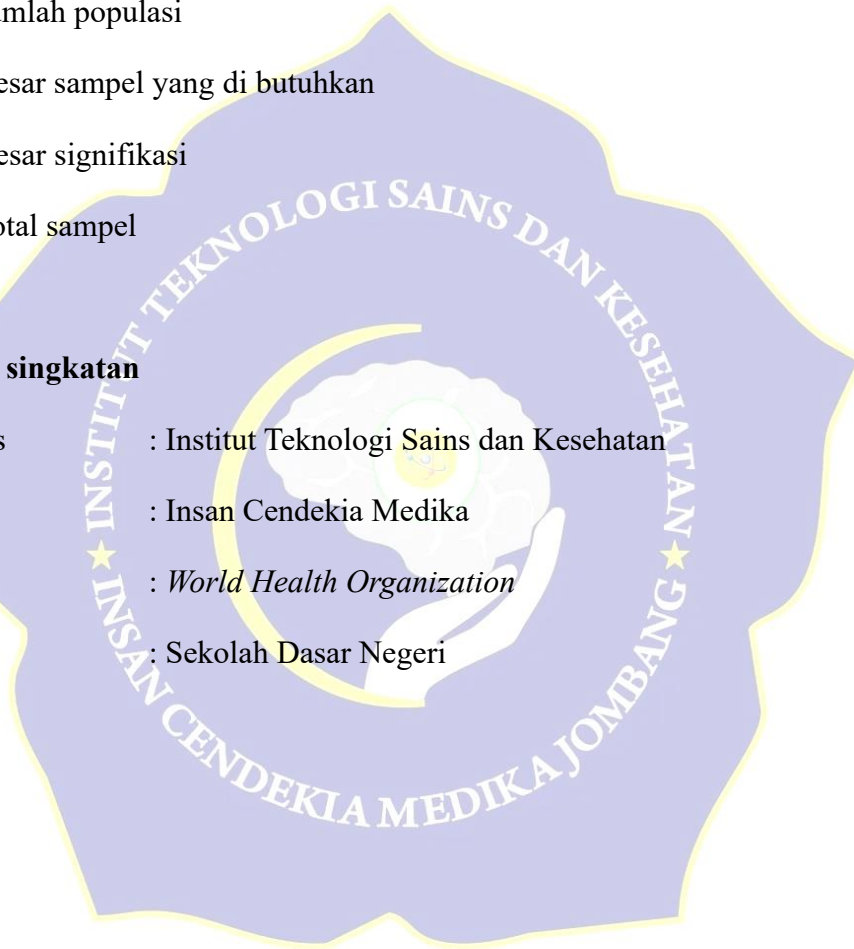 umlah populasi
esar sampel yang di butuhkan
esar signifikasi
otal sampel
singkatan
s : Institut Teknologi Sains dan Kesehatan
: Insan Cendekia Medika
: World Health Organization
: Sekolah Dasar Negeri
INSTITUT TEKNOLOGI SAINS DAN KESEHATAN
INSAN CENDEKIA MEDIKA JOMBANG